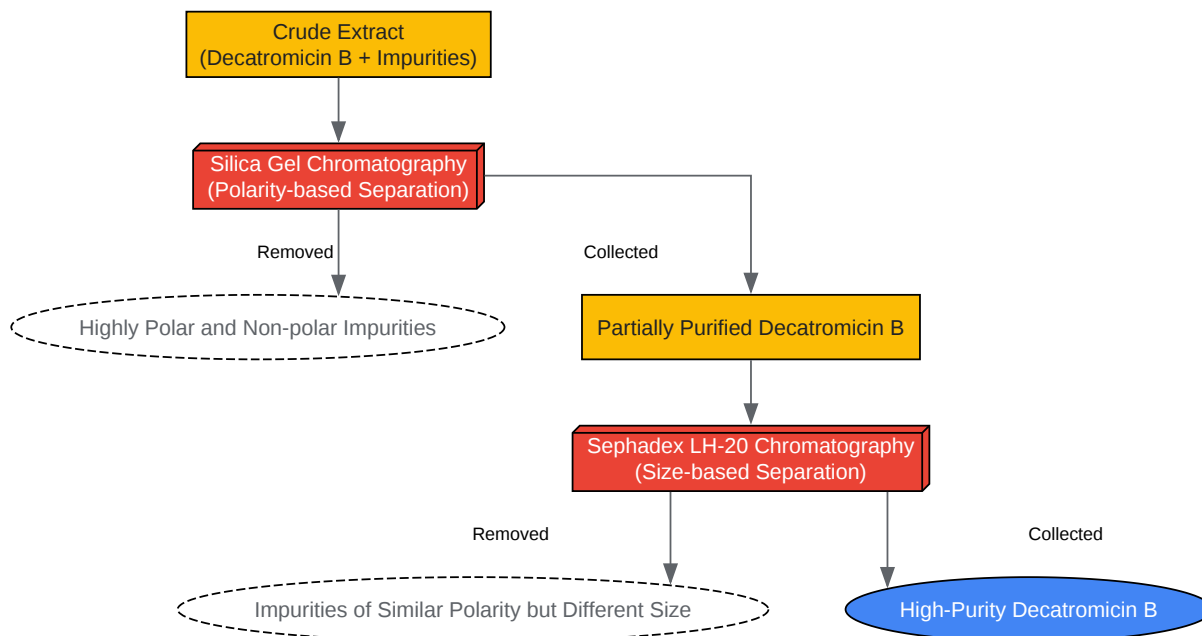 Crude Extract
(Decatromicin B + Impurities)
Silica Gel Chromatography
(Polarity-based Separation)
Removed
Collected
Highly Polar and Non-polar Impurities
Partially Purified Decatromicin B
Sephadex LH-20 Chromatography
(Size-based Separation)
Removed
Collected
Impurities of Similar Polarity but Different Size
High-Purity Decatromicin B